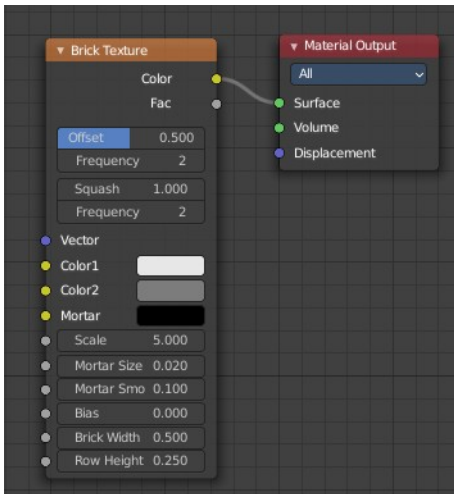 Brick Texture
Color
Fac
Offset 0.500
Frequency 2
Squash 1.000
Frequency 2
Vector
Color1
Color2
Mortar
Scale 5.000
Mortar Size 0.020
Mortar Smo 0.100
Bias 0.000
Brick Width 0.500
Row Height 0.250
Material Output
All
Surface
Volume
Displacement